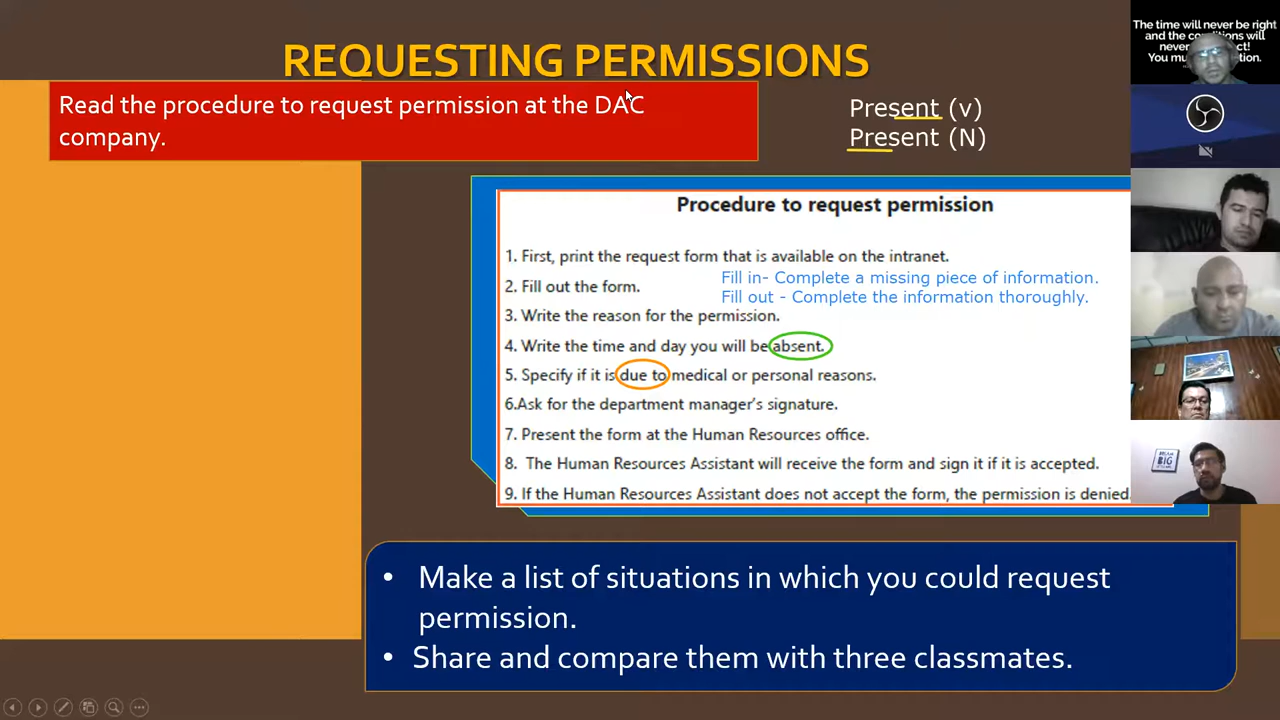 REQUESTING PERMISSIONS
Read the procedure to request permission at the DAC
company.
Present (v)
Present (N)
Procedure to request permission
1. First, print the request form that is available on the intranet.
2. Fill out the form.
Fill in- Complete a missing piece of information.
Fill out - Complete the information thoroughly.
3. Write the reason for the permission.
4. Write the time and day you will be absent.
5. Specify if it is due to medical or personal reasons.
6.Ask for the department manager's signature.
7. Present the form at the Human Resources office.
8. The Human Resources Assistant will receive the form and sign it if it is accepted.
9. If the Human Resources Assistant does not accept the form, the permission is denied.
• Make a list of situations in which you could request
permission.
• Share and compare them with three classmates.
The time will never be right
and the will
never
You
BIG